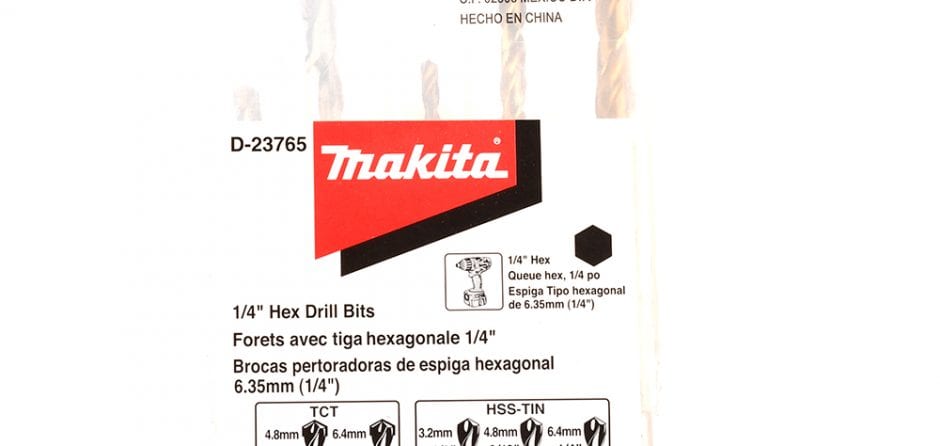 HECHO EN CHINA
D-23765
makita®
1/4" Hex
Queue hex, 1/4 po
Espiga Tipo hexagonal
de 6.35mm (1/4")
1/4" Hex Drill Bits
Forets avec tiga hexagonale 1/4"
Brocas pertoradoras de espiga hexagonal
6.35mm (1/4")
TCT
4.8mm 6.4mm
HSS-TIN
3.2mm 4.8mm 6.4mm